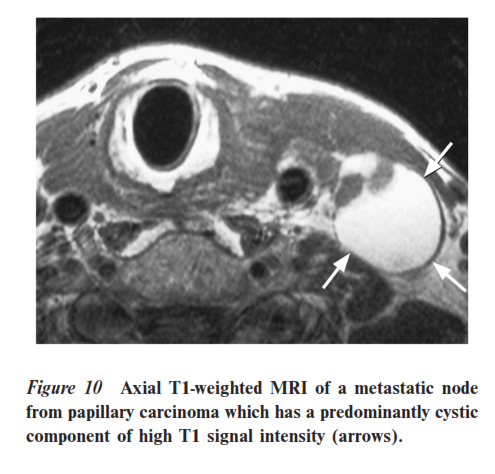 Figure 10 Axial T1-weighted MRI of a metastatic node
from papillary carcinoma which has a predominantly cystic
component of high T1 signal intensity (arrows).